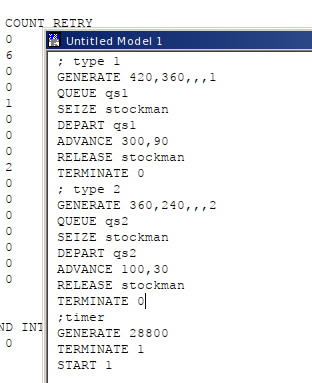 COUNT RETRY
0
6
0
0
1
0
0
0
2
0
0
0
0
0
0
0
ND INT
0
Untitled Model 1
; type 1
GENERATE 420,360,,,1
QUEUE qs1
SEIZE stockman
DEPART qs1
ADVANCE 300,90
RELEASE stockman
TERMINATE 0
; type 2
GENERATE 360,240,,,2
QUEUE qs2
SEIZE stockman
DEPART qs2
ADVANCE 100,30
RELEASE stockman
TERMINATE 0
;timer
GENERATE 28800
TERMINATE 1
START 1